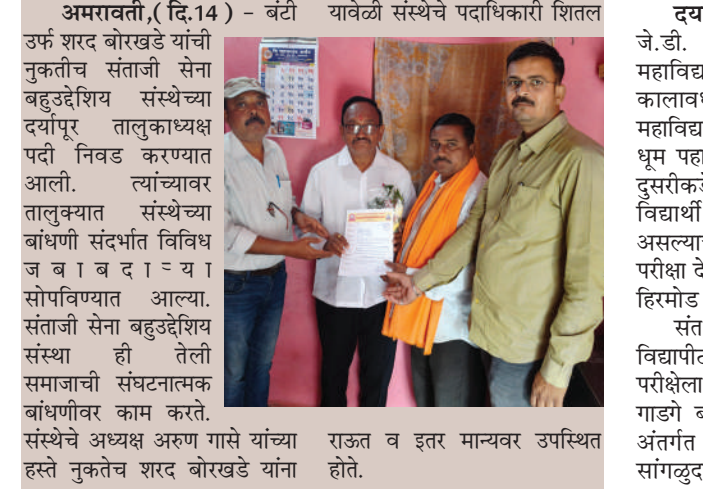 अमरावती,( दि.14 ) - बंटी
उर्फ शरद बोरखडे यांची
नुकतीच संताजी सेना
बहुउद्देशिय संस्थेच्या
दर्यापूर तालुकाध्यक्ष
पदी निवड करण्यात
आली. त्यांच्यावर
तालुक्यात संस्थेच्या
बांधणी संदर्भात विविध
जबाबदाऱ्या
सोपविण्यात आल्या.
संताजी सेना बहुउद्देशिय
संस्था ही तेली
समाजाची संघटनात्मक
बांधणीवर काम करते.
संस्थेचे अध्यक्ष अरुण गासे यांच्या
हस्ते नुकतेच शरद बोरखडे यांना
यावेळी संस्थेचे पदाधिकारी शितल
राऊत व इतर मान्यवर उपस्थित
होते.
दय
जे.डी.
महाविद्य
कालाव
महाविद्य
धूम पहा
दुसरीकडे
विद्यार्थी
असल्या
परीक्षा दे
हिरमोड
संत
विद्यापीठ
परीक्षेला
गाडगे ब
अंतर्गत
सांगळुद